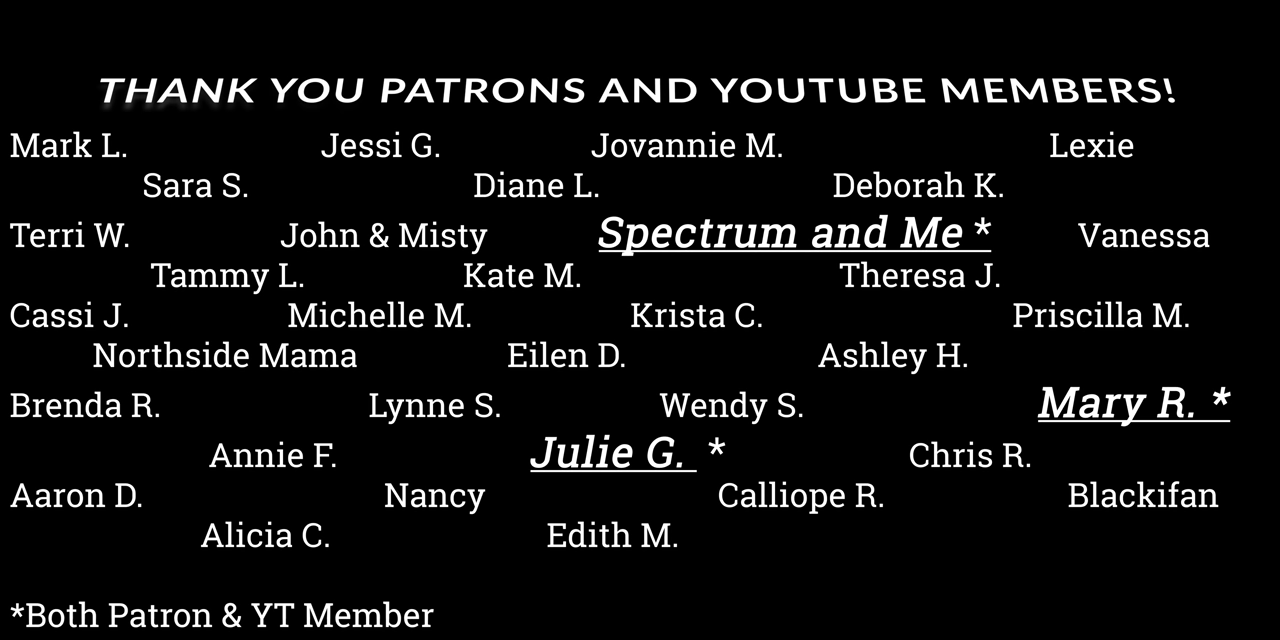 THANK YOU PATRONS AND YOUTUBE MEMBERS!
Mark L. Jessi G. Jovannie M. Lexie
Sara S. Diane L. Deborah K.
Terri W. John & Misty Spectrum and Me * Vanessa
Tammy L. Kate M. Theresa J.
Cassi J. Michelle M. Krista C. Priscilla M.
Northside Mama Eilen D. Ashley H.
Brenda R. Lynne S. Wendy S. Mary R. *
Annie F. Julie G. * Chris R.
Aaron D. Nancy Calliope R. Blackifan
Alicia C. Edith M.
*Both Patron & YT Member